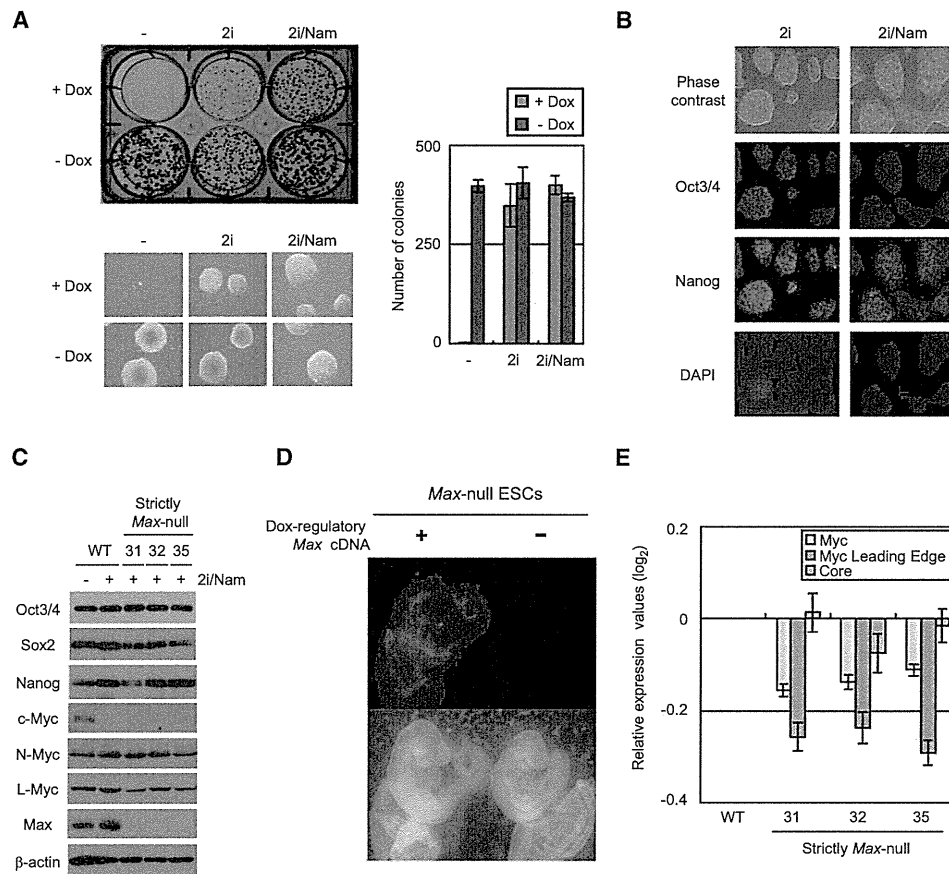 A
- 2i 2i/Nam
+ Dox
- Dox
- 2i 2i/Nam
+ Dox
- Dox
+ Dox
- Dox
500
250
0
Number of colonies
- 2i 2i/Nam
B
2i 2i/Nam
Phase
contrast
Oct3/4
Nanog
DAPI
C
Strictly
Max-null
WT 31 32 35
- + + + + 2i/Nam
Oct3/4
Sox2
Nanog
c-Myc
N-Myc
L-Myc
Max
β-actin
D
Max-null ESCs
Dox-regulatory
Max cDNA
+ -
E
Myc
Myc Leading Edge
Core
0.2
0
-0.2
-0.4
Relative expression values (log2)
WT 31 32 35
Strictly Max-null